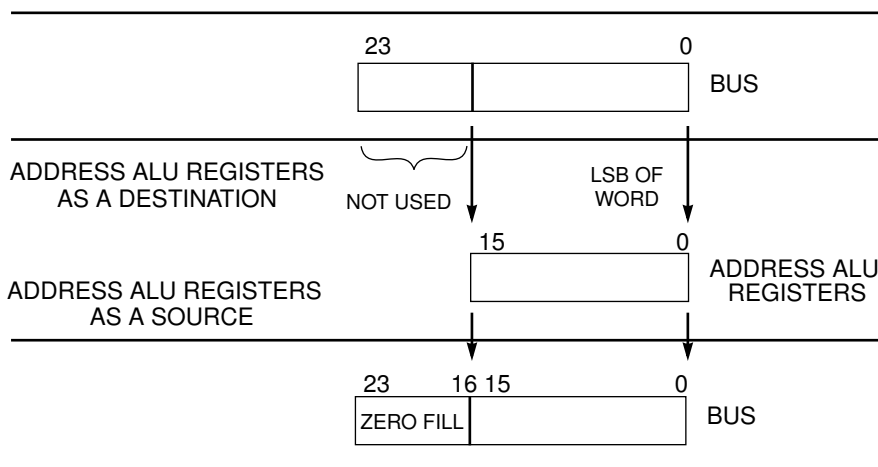 23 0
BUS
ADDRESS ALU REGISTERS
AS A DESTINATION
NOT USED
LSB OF
WORD
15 0
ADDRESS ALU
REGISTERS
ADDRESS ALU REGISTERS
AS A SOURCE
23 16 15 0
ZERO FILL
BUS